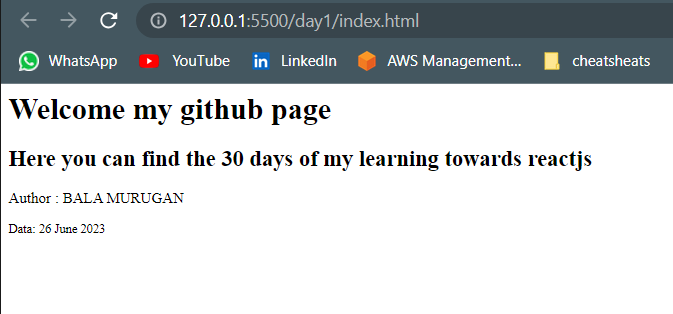 127.0.0.1:5500/day1/index.html
WhatsApp YouTube LinkedIn AWS Management... cheatsheats
Welcome my github page
Here you can find the 30 days of my learning towards reactjs
Author : BALA MURUGAN
Data: 26 June 2023